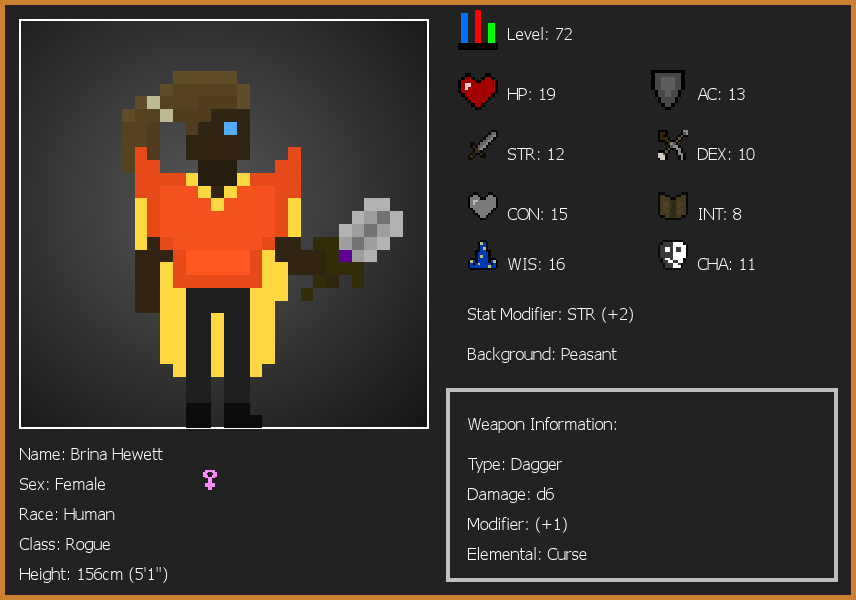 Level: 72
HP: 19
AC: 13
STR: 12
DEX: 10
CON: 15
INT: 8
WIS: 16
CHA: 11
Stat Modifier: STR (+2)
Background: Peasant
Weapon Information:
Type: Dagger
Damage: d6
Modifier: (+1)
Elemental: Curse
Name: Brina Hewett
Sex: Female
Race: Human
Class: Rogue
Height: 156cm (5'1")